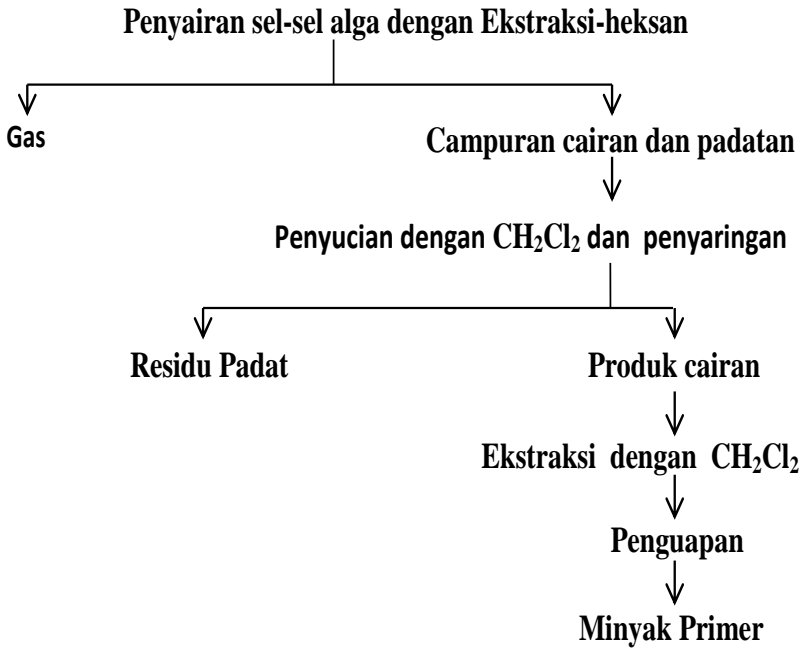 Penyairan sel-sel alga dengan Ekstraksi-heksan
Gas
Campuran cairan dan padatan
Penyucian dengan CH₂Cl₂ dan penyaringan
Residu Padat
Produk cairan
Ekstraksi dengan CH₂Cl₂
Penguapan
Minyak Primer